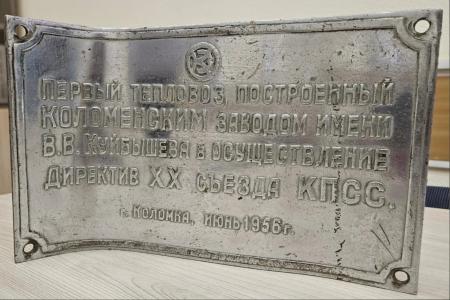 ПЕРВЫЙ ТЕПЛОВОЗ, ПОСТРОЕННЫЙ
КОЛОМЕНСКИМ ЗАВОДОМ ИМЕНИ
В.В. КУЙБЫШЕВА В ОСУЩЕСТВЛЕНИЕ
ДИРЕКТИВ XX СЪЕЗДА КПСС.
г. КОЛОМНА, ИЮНЬ 1956 г.